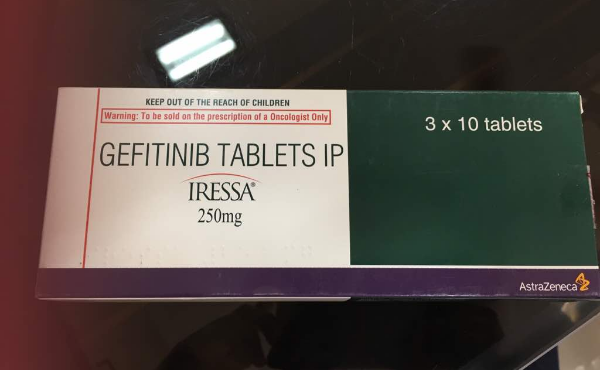 KEEP OUT OF THE REACH OF CHILDREN
Warning: To be sold on the prescription of a Oncologist Only
GEFITINIB TABLETS IP
IRESSA®
250mg
3 x 10 tablets
AstraZeneca